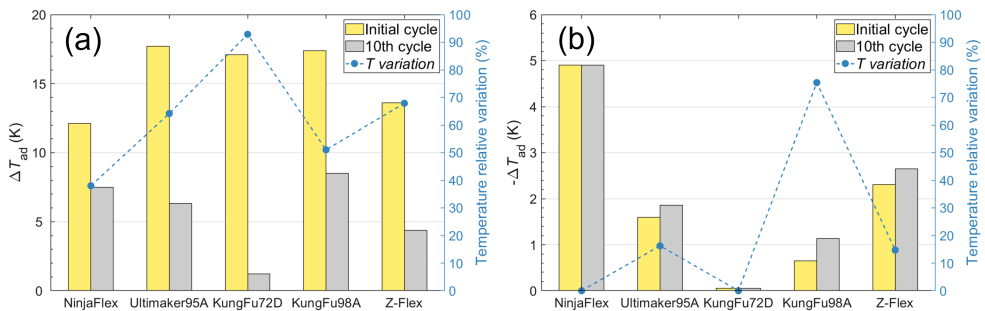 (a)
Initial cycle
10th cycle
T variation
ΔT_ad (K)
20
15
10
5
0
100
90
80
70
60
50
40
30
20
10
0
Temperature relative variation (%)
NinjaFlex Ultimaker95A KungFu72D KungFu98A Z-Flex
(b)
Initial cycle
10th cycle
T variation
-ΔT_ad (K)
6
5
4
3
2
1
0
100
90
80
70
60
50
40
30
20
10
0
Temperature relative variation (%)
NinjaFlex Ultimaker95A KungFu72D KungFu98A Z-Flex